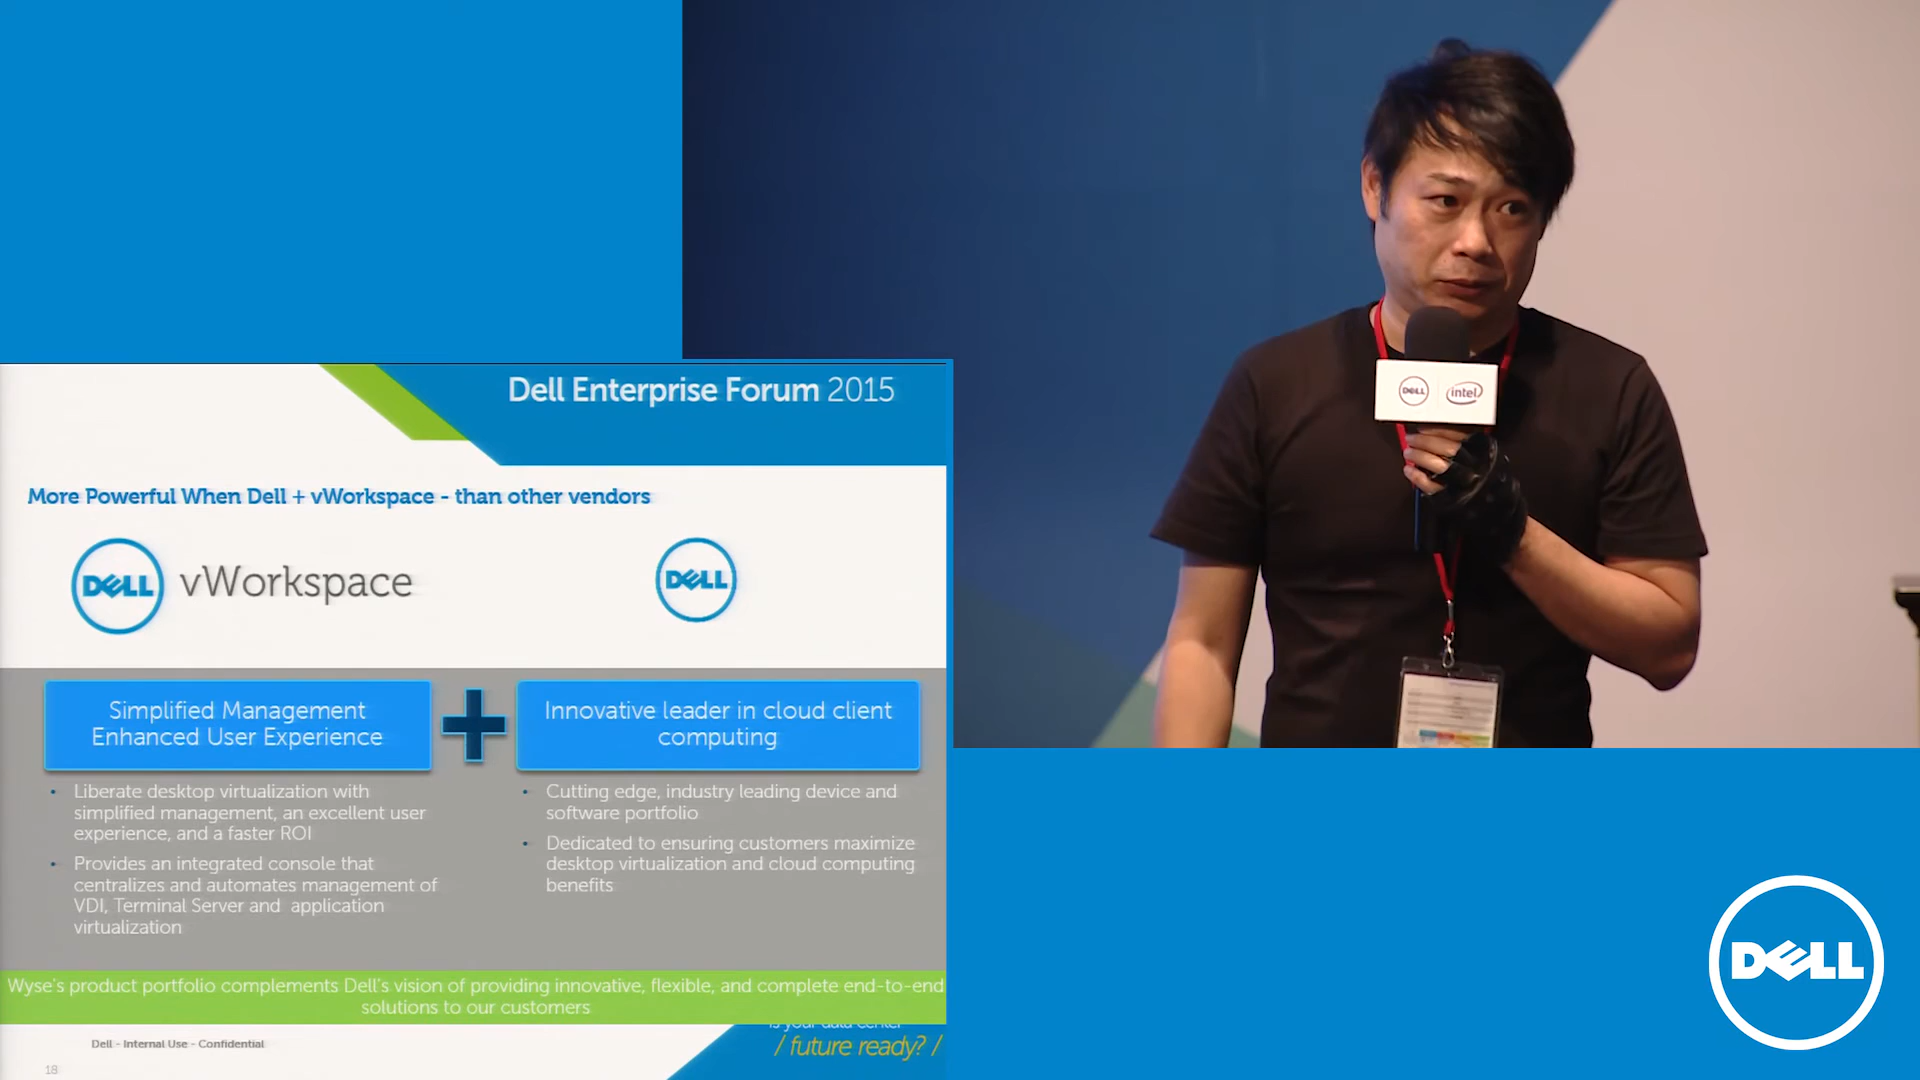 Dell Enterprise Forum 2015
More Powerful When Dell + vWorkspace - than other vendors
DELL vWorkspace
DELL
Simplified Management
Enhanced User Experience
Innovative leader in cloud client
computing
• Liberate desktop virtualization with
simplified management, an excellent user
experience, and a faster ROI
• Provides an integrated console that
centralizes and automates management of
VDI, Terminal Server and application
virtualization
• Cutting edge, industry leading device and
software portfolio
• Dedicated to ensuring customers maximize
desktop virtualization and cloud computing
benefits
Wyse's product portfolio complements Dell's vision of providing innovative, flexible, and complete end-to-end
solutions to our customers
is your data center
/ future ready? /
Dell - Internal Use - Confidential
18
DELL intel
DELL